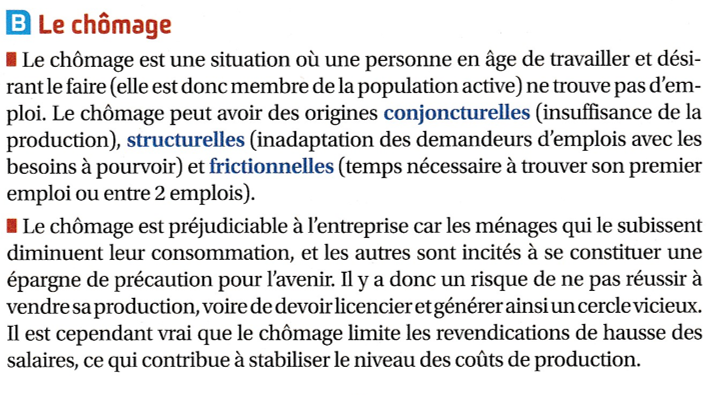 B Le chômage
Le chômage est une situation où une personne en âge de travailler et dési-
rant le faire (elle est donc membre de la population active) ne trouve pas d'em-
ploi. Le chômage peut avoir des origines conjoncturelles (insuffisance de la
production), structurelles (inadaptation des demandeurs d'emplois avec les
besoins à pourvoir) et frictionnelles (temps nécessaire à trouver son premier
emploi ou entre 2 emplois).
Le chômage est préjudiciable à l'entreprise car les ménages qui le subissent
diminuent leur consommation, et les autres sont incités à se constituer une
épargne de précaution pour l'avenir. Il y a donc un risque de ne pas réussir à
vendre sa production, voire de devoir licencier et générer ainsi un cercle vicieux.
Il est cependant vrai que le chômage limite les revendications de hausse des
salaires, ce qui contribue à stabiliser le niveau des coûts de production.